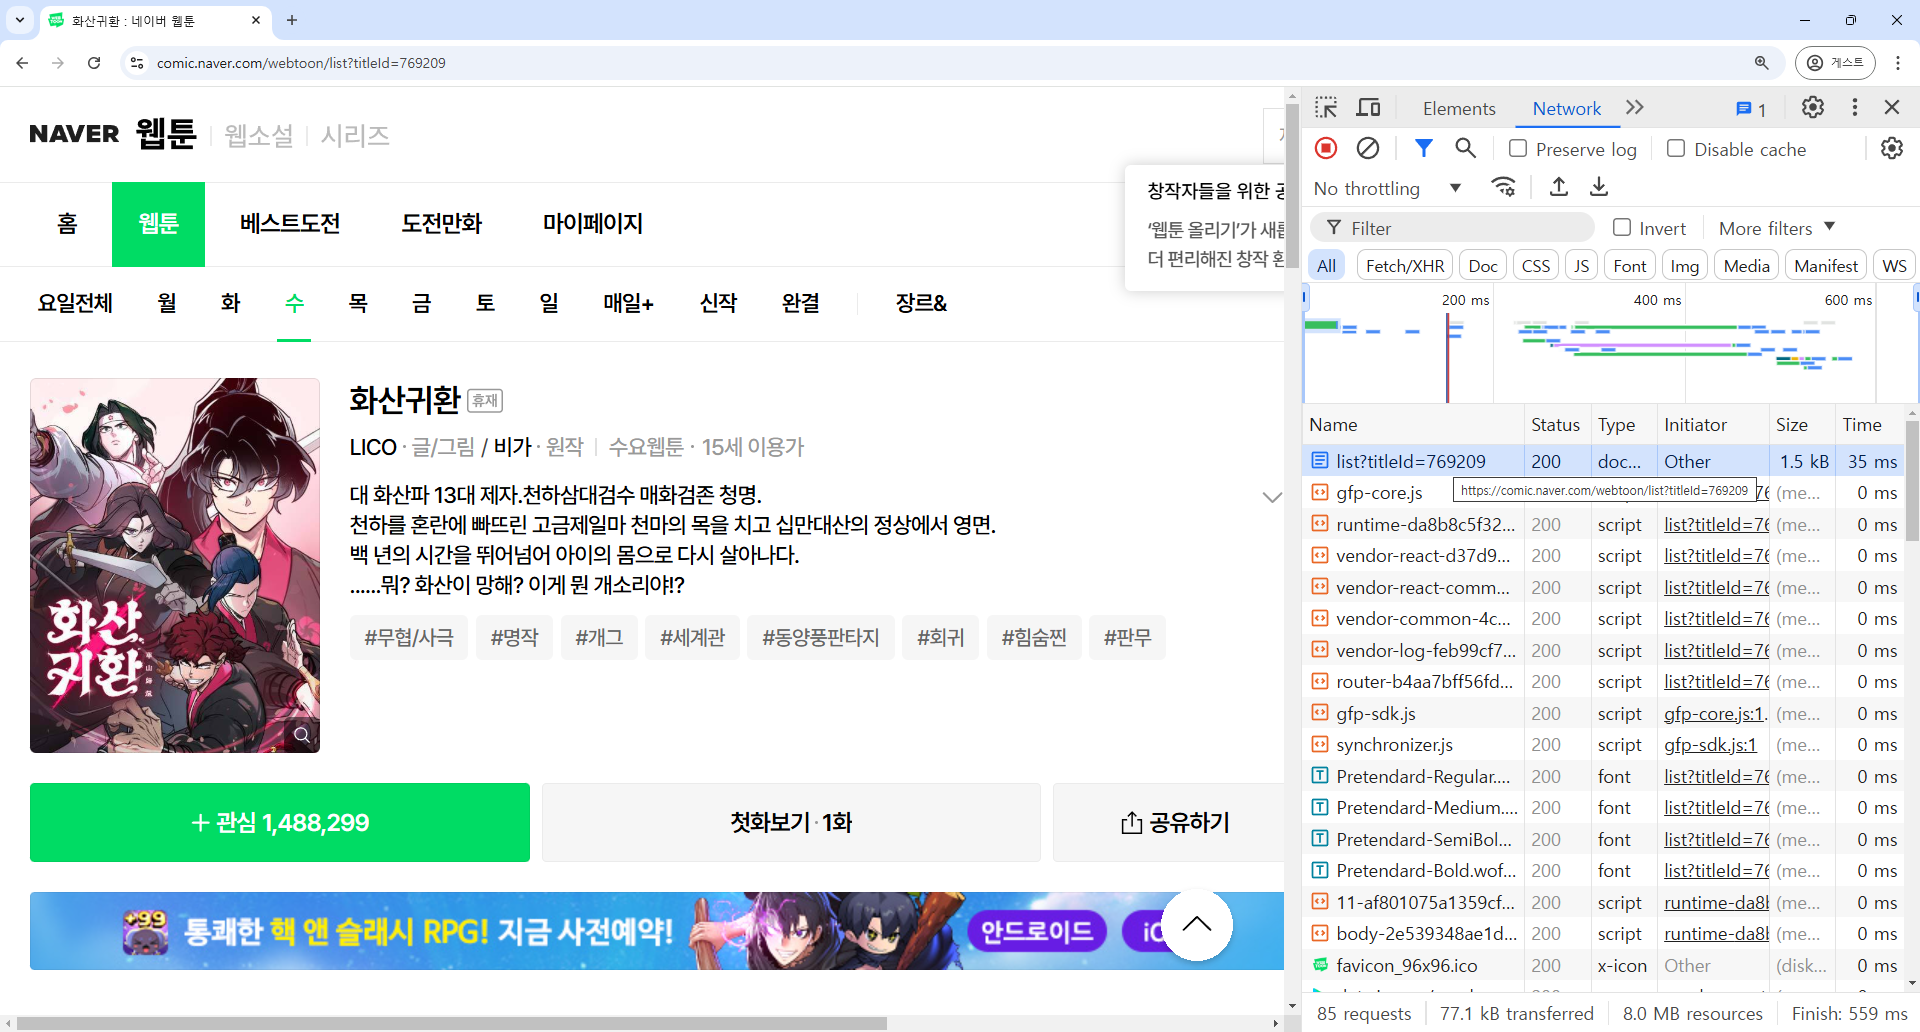 화산귀환 : 네이버 웹툰
comic.naver.com/webtoon/list?titleId=769209
게스트
NAVER 웹툰 웹소설 시리즈
홈 웹툰 베스트도전 도전만화 마이페이지
창작자들을 위한
'웹툰 올리기'가 새롭
더 편리해진 창작 환
요일전체 월 화 수 목 금 토 일 매일+ 신작 완결 장르&
화산귀환 휴재
LICO · 글/그림 / 비가 · 원작 수요웹툰 · 15세 이용가
대 화산파 13대 제자.천하삼대검수 매화검존 청명.
천하를 혼란에 빠뜨린 고금제일마 천마의 목을 치고 십만대산의 정상에서 영면.
백 년의 시간을 뛰어넘어 아이의 몸으로 다시 살아나다.
......뭐? 화산이 망해? 이게 뭔 개소리야!?
#무협/사극 #명작 #개그 #세계관 #동양풍판타지 #회귀 #힘숨찐 #판무
화산
귀환
+ 관심 1,488,299
첫화보기 · 1화
공유하기
+99
통쾌한 핵 앤 슬래시 RPG! 지금 사전예약!
안드로이드
Elements Network 1
Preserve log Disable cache
No throttling
Filter Invert More filters
All Fetch/XHR Doc CSS JS Font Img Media Manifest WS
200 ms 400 ms 600 ms
Name Status Type Initiator Size Time
list?titleId=769209 200 doc... Other 1.5 kB 35 ms
https://comic.naver.com/webtoon/list?titleId=769209
gfp-core.js (me... 0 ms
runtime-da8b8c5f32... 200 script list?titleId=76 (me... 0 ms
vendor-react-d37d9... 200 script list?titleId=76 (me... 0 ms
vendor-react-comm... 200 script list?titleId=76 (me... 0 ms
vendor-common-4c... 200 script list?titleId=76 (me... 0 ms
vendor-log-feb99cf7... 200 script list?titleId=76 (me... 0 ms
router-b4aa7bff56fd... 200 script list?titleId=76 (me... 0 ms
gfp-sdk.js 200 script gfp-core.js:1. (me... 0 ms
synchronizer.js 200 script gfp-sdk.js:1 (me... 0 ms
Pretendard-Regular.... 200 font list?titleId=76 (me... 0 ms
Pretendard-Medium.... 200 font list?titleId=76 (me... 0 ms
Pretendard-SemiBol... 200 font list?titleId=76 (me... 0 ms
Pretendard-Bold.wof... 200 font list?titleId=76 (me... 0 ms
11-af801075a1359cf... 200 script runtime-da8b (me... 0 ms
body-2e539348ae1d... 200 script runtime-da8b (me... 0 ms
favicon_96x96.ico 200 x-icon Other (disk... 0 ms
85 requests 77.1 kB transferred 8.0 MB resources Finish: 559 ms